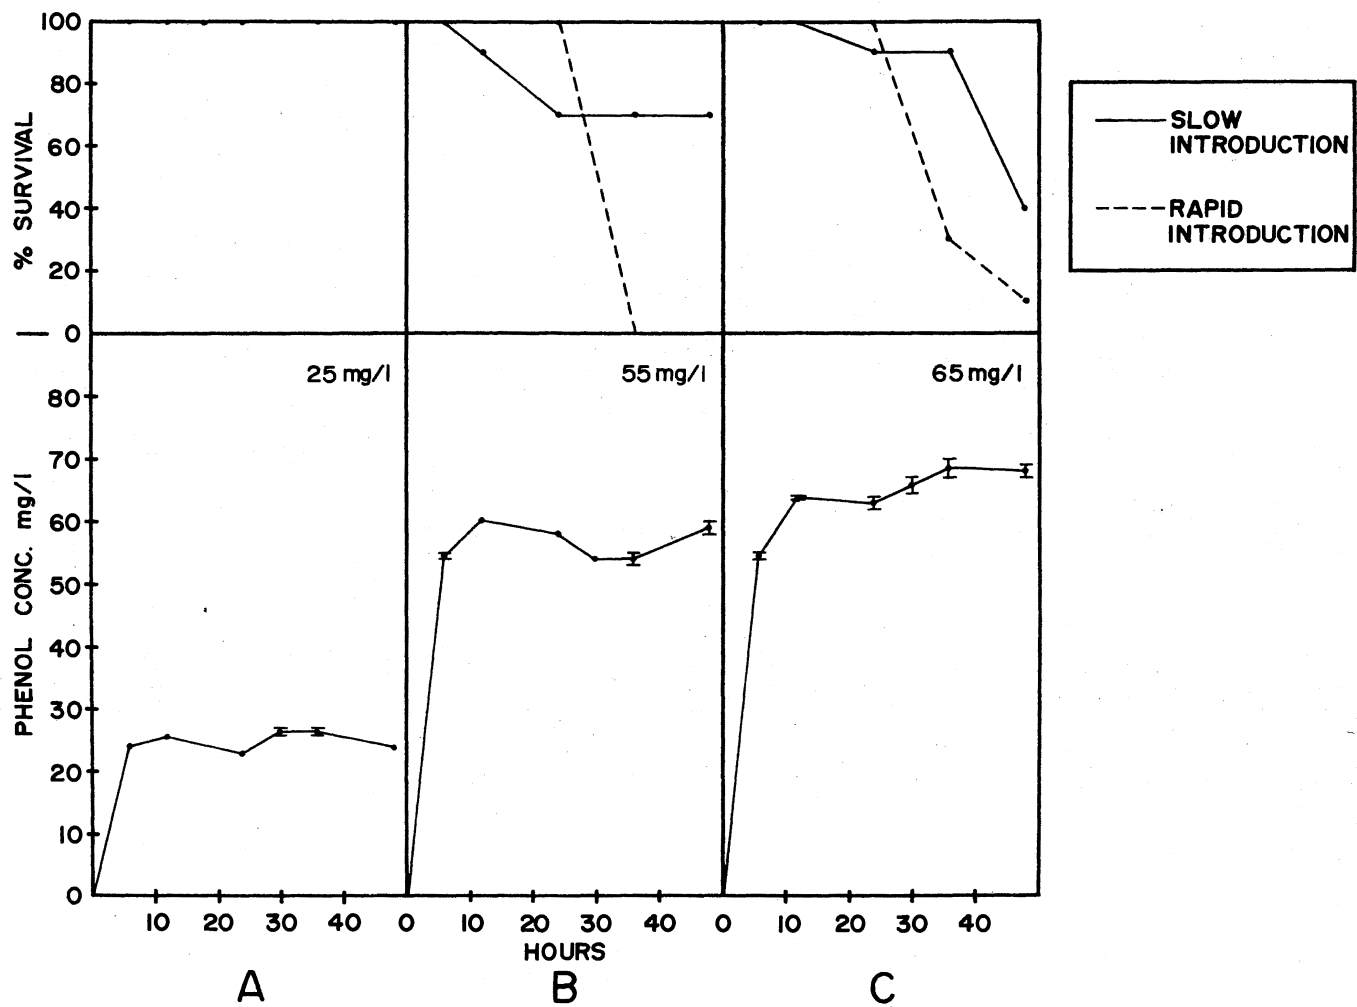 100
80
60
40
20
0
% SURVIVAL
SLOW
INTRODUCTION
RAPID
INTRODUCTION
25 mg/l
55 mg/l
65 mg/l
80
70
60
50
40
30
20
10
0
PHENOL CONC. mg/l
10 20 30 40 0 10 20 30 40 0 10 20 30 40
HOURS
A B C